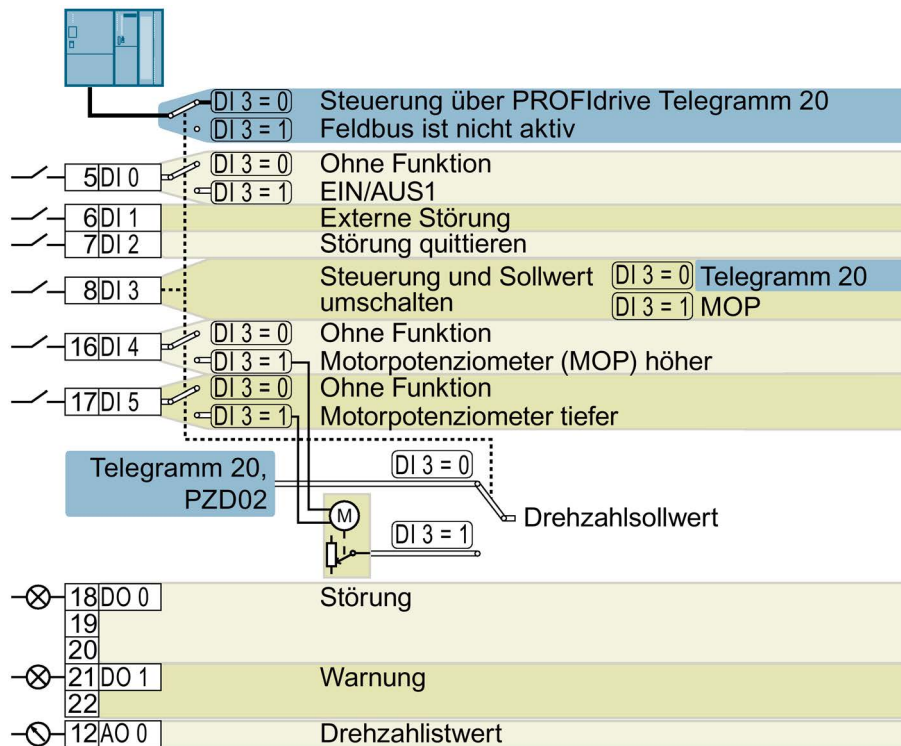 DI 3 = 0 Steuerung über PROFIdrive Telegramm 20
DI 3 = 1 Feldbus ist nicht aktiv
5 DI 0 DI 3 = 0 Ohne Funktion
DI 3 = 1 EIN/AUS1
6 DI 1 Externe Störung
7 DI 2 Störung quittieren
8 DI 3 Steuerung und Sollwert DI 3 = 0 Telegramm 20
umschalten DI 3 = 1 MOP
16 DI 4 DI 3 = 0 Ohne Funktion
DI 3 = 1 Motorpotenziometer (MOP) höher
17 DI 5 DI 3 = 0 Ohne Funktion
DI 3 = 1 Motorpotenziometer tiefer
Telegramm 20, DI 3 = 0
PZD02
M Drehzahlsollwert
DI 3 = 1
18 DO 0 Störung
19
20
21 DO 1 Warnung
22
12 AO 0 Drehzahlistwert